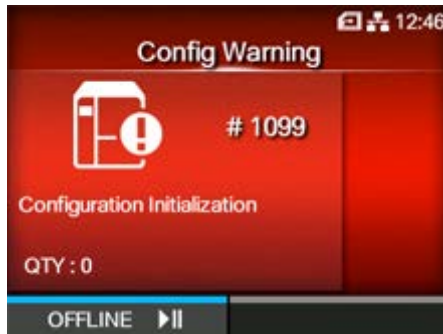 12:46
Config Warning
# 1099
Configuration Initialization
QTY : 0
OFFLINE